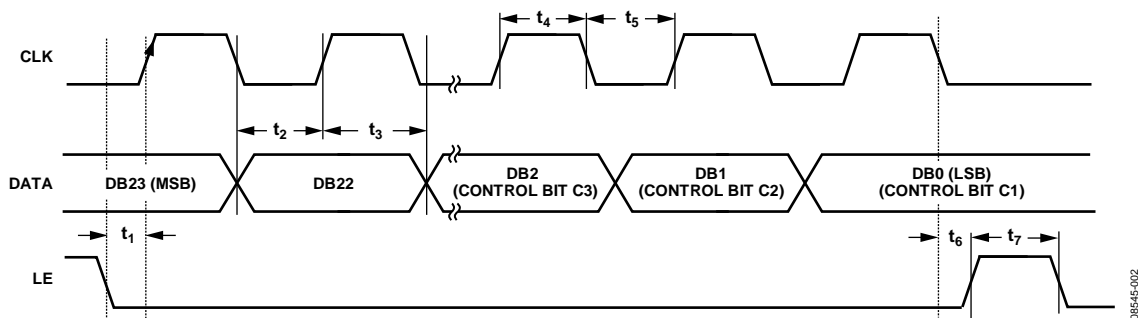 t4
t5
CLK
t2
t3
DATA
DB23 (MSB)
DB22
DB2
(CONTROL BIT C3)
DB1
(CONTROL BIT C2)
DB0 (LSB)
(CONTROL BIT C1)
t1
t6
t7
LE
08545-002